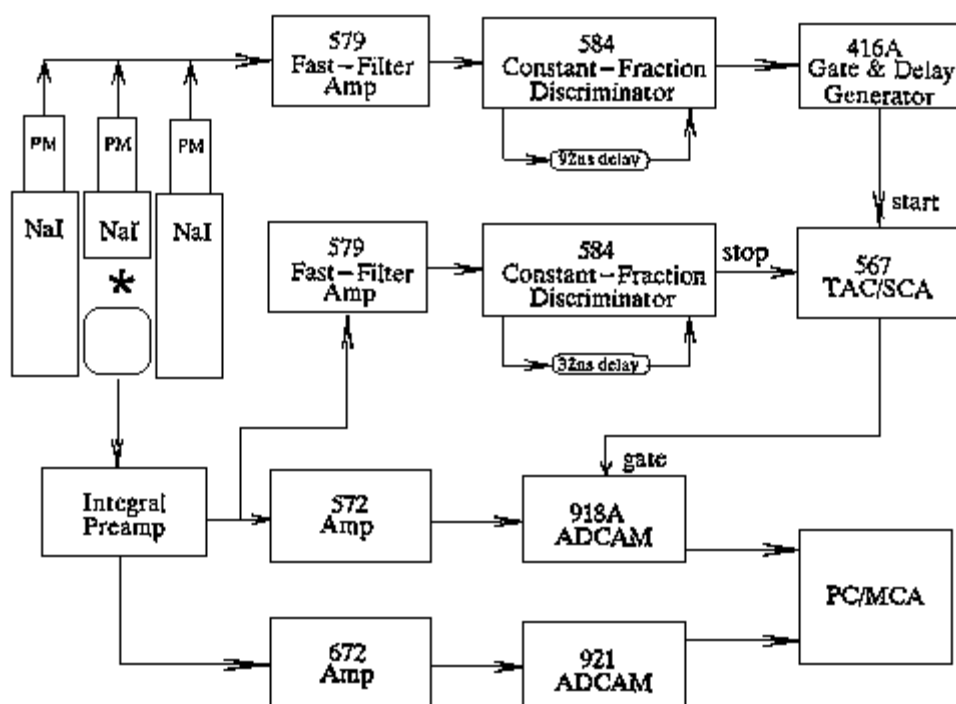 579
Fast-Filter
Amp
584
Constant-Fraction
Discriminator
416A
Gate & Delay
Generator
92ns delay
PM
PM
PM
NaI
NaI
NaI
*
start
579
Fast-Filter
Amp
584
Constant-Fraction
Discriminator
stop
567
TAC/SCA
32ns delay
gate
Integral
Preamp
572
Amp
918A
ADCAM
PC/MCA
672
Amp
921
ADCAM